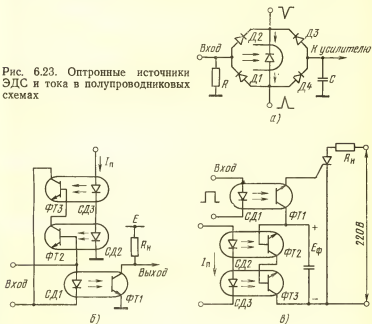 Рис. 6.23. Оптронные источники
ЭДС и тока в полупроводниковых
схемах
Вход
Д2
Д3
К усилителю
R
Д1
Д4
C
а)
Iп
ФТ3
СД3
ФТ2
СД2
E
Rн
Выход
Вход
СД1
ФТ1
б)
Вход
Rн
СД1
ФТ1
220В
Iп
ФТ2
+
Eф
СД2
−
СД3
ФТ3
в)